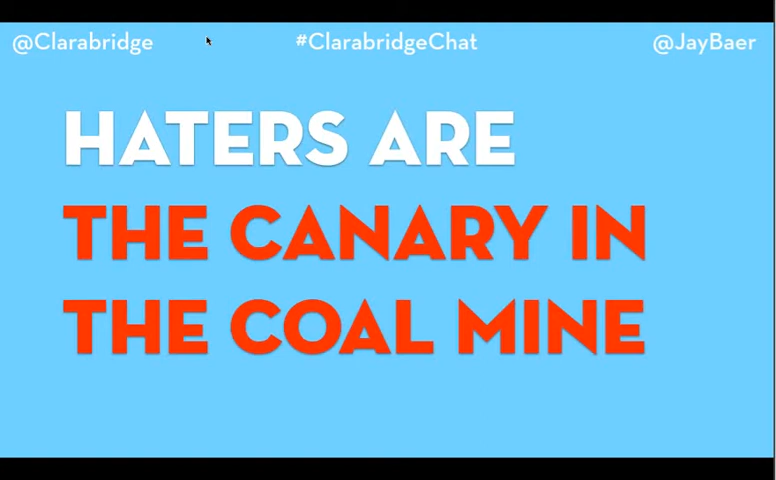 @Clarabridge #ClarabridgeChat @JayBaer
HATERS ARE
THE CANARY IN
THE COAL MINE